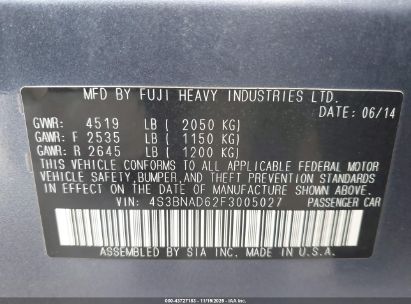 MFD BY FUJI HEAVY INDUSTRIES LTD.
DATE: 06/14
GVWR: 4519 LB ( 2050 KG)
GAWR: F 2535 LB ( 1150 KG)
GAWR: R 2645 LB ( 1200 KG)
THIS VEHICLE CONFORMS TO ALL APPLICABLE FEDERAL MOTOR
VEHICLE SAFETY, BUMPER, AND THEFT PREVENTION STANDARDS
IN EFFECT ON THE DATE OF MANUFACTURE SHOWN ABOVE.
VIN: 4S3BNAD62F3005027 PASSENGER CAR
ASSEMBLED BY SIA INC. IN U.S.A.